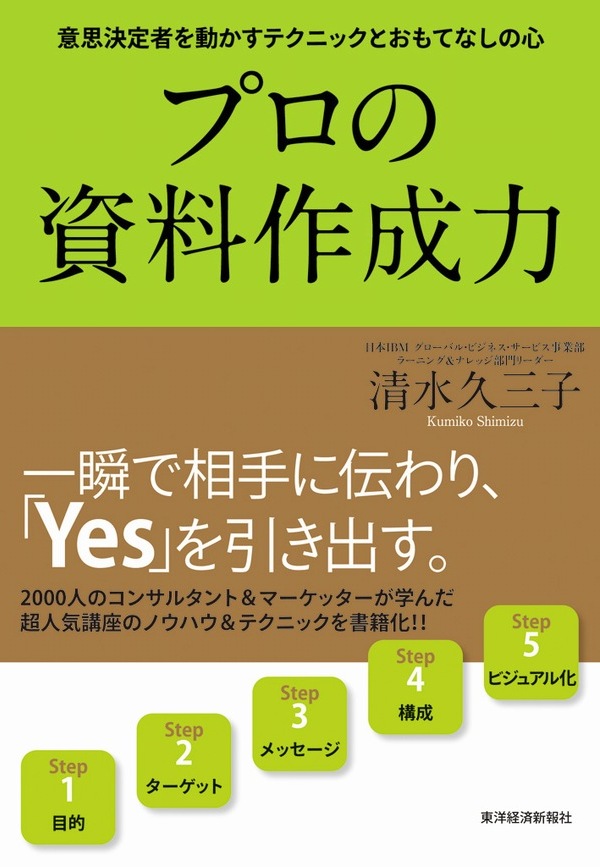 意思決定者を動かすテクニックとおもてなしの心
プロの
資料作成力
日本IBM グローバル・ビジネス・サービス事業部
ラーニング&ナレッジ部門リーダー
清水久三子
Kumiko Shimizu
一瞬で相手に伝わり、
「Yes」を引き出す。
2000人のコンサルタント&マーケッターが学んだ
超人気講座のノウハウ&テクニックを書籍化!!
Step
1
目的
Step
2
ターゲット
Step
3
メッセージ
Step
4
構成
Step
5
ビジュアル化
東洋経済新報社